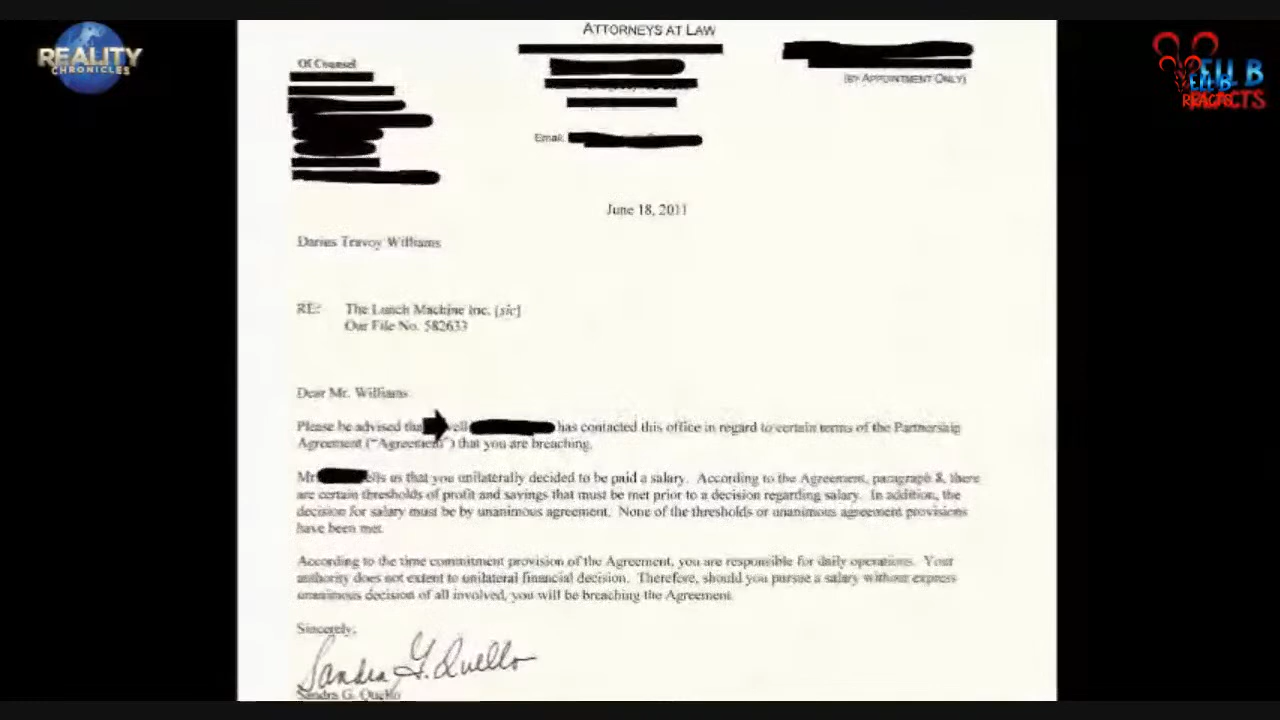 REALITY
CHRONICLES
REACTS
ATTORNEYS AT LAW
Of Counsel
(BY APPOINTMENT ONLY)
Email:
June 18, 2011
Darius Travoy Williams
RE: The Lunch Machine Inc. [sic]
Our File No. 582633
Dear Mr. Williams
Please be advised has contacted this office in regard to certain terms of the Partnership
Agreement ("Agreement") that you are breaching.
Mr us that you unilaterally decided to be paid a salary. According to the Agreement, paragraph 8, there
are certain thresholds of profit and savings that must be met prior to a decision regarding salary. In addition, the
decision for salary must be by unanimous agreement. None of the thresholds or unanimous agreement provisions
have been met.
According to the time commitment provision of the Agreement, you are responsible for daily operations. Your
authority does not extent to unilateral financial decision. Therefore, should you pursue a salary without express
unanimous decision of all involved, you will be breaching the Agreement.
Sincerely,
Sandra G. Quello
Sandra G. Quello